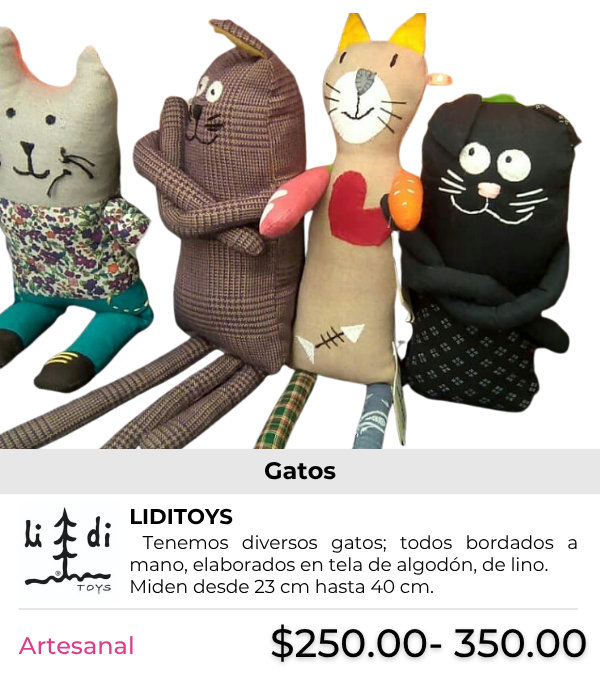 Gatos
LIDITOYS
li di
TOYS
Tenemos diversos gatos; todos bordados a
mano, elaborados en tela de algodón, de lino.
Miden desde 23 cm hasta 40 cm.
Artesanal
$250.00- 350.00